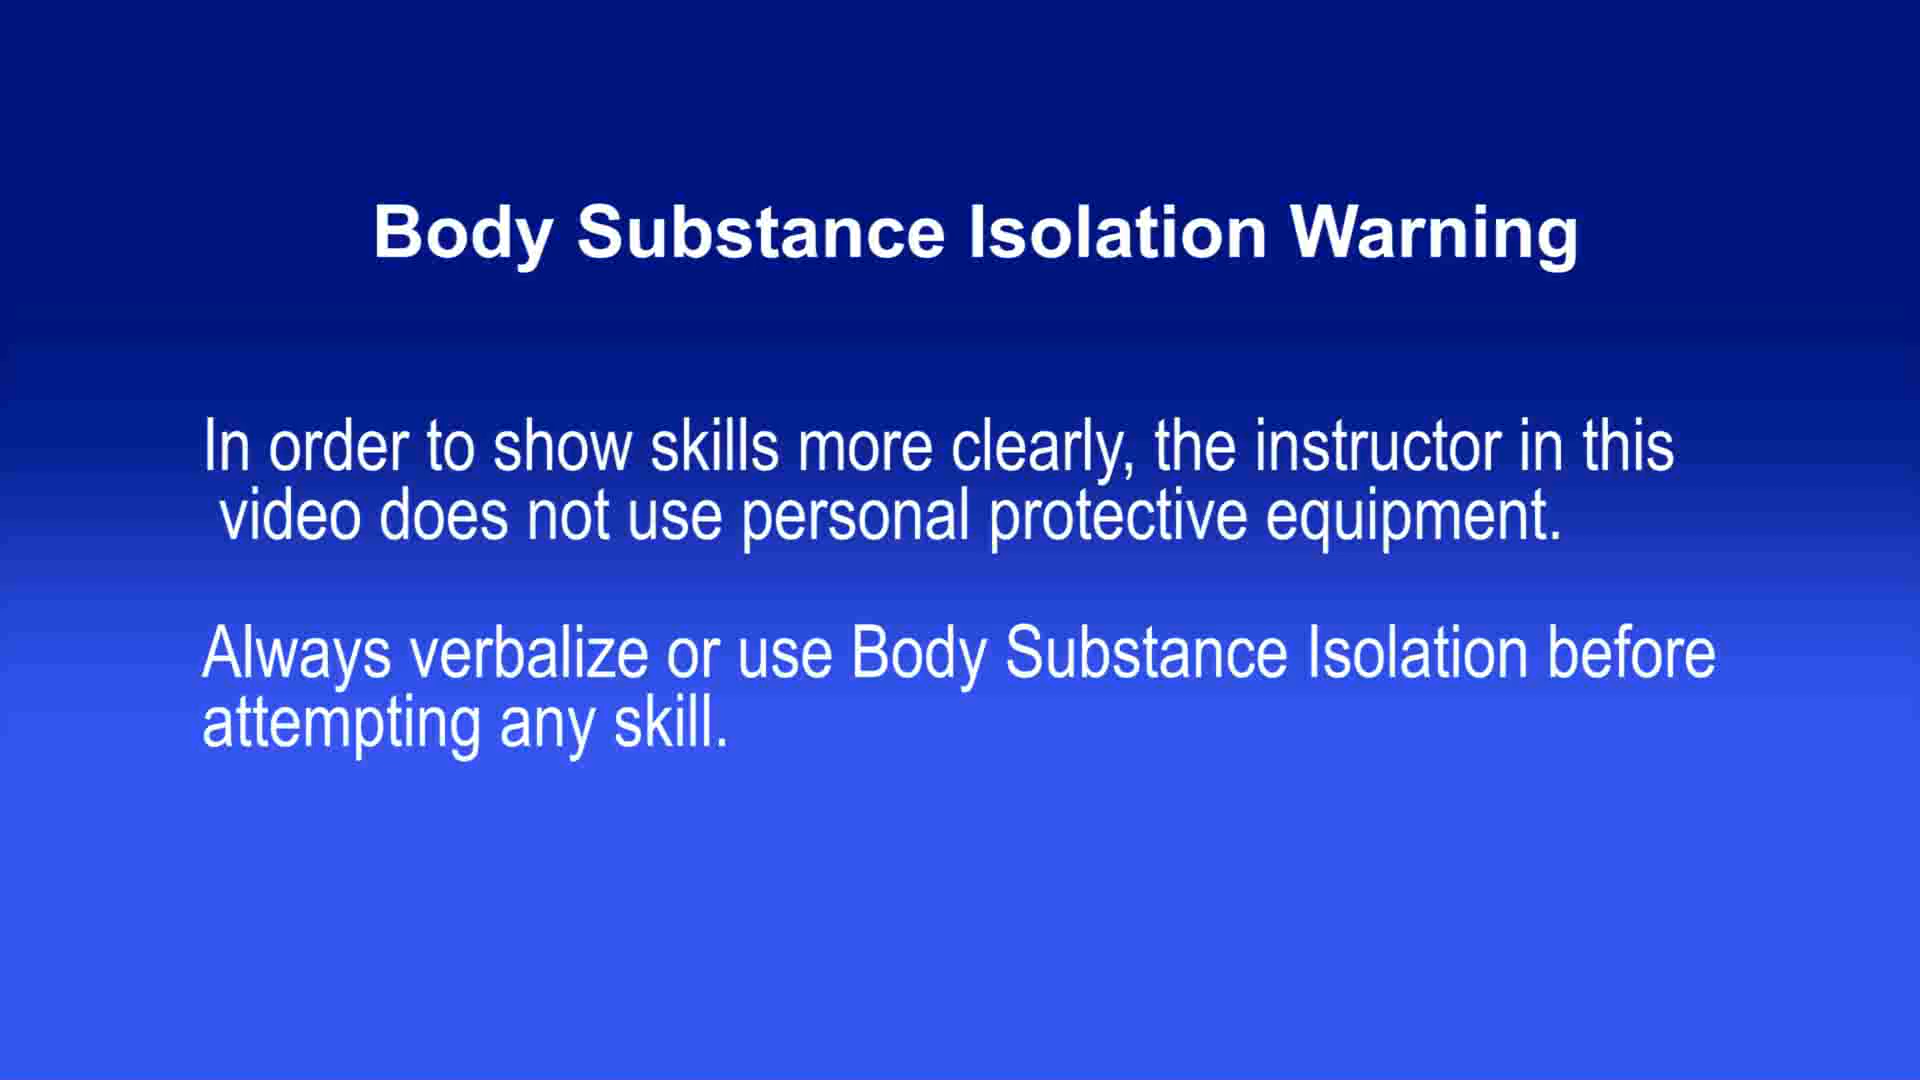 Body Substance Isolation Warning
In order to show skills more clearly, the instructor in this
video does not use personal protective equipment.
Always verbalize or use Body Substance Isolation before
attempting any skill.